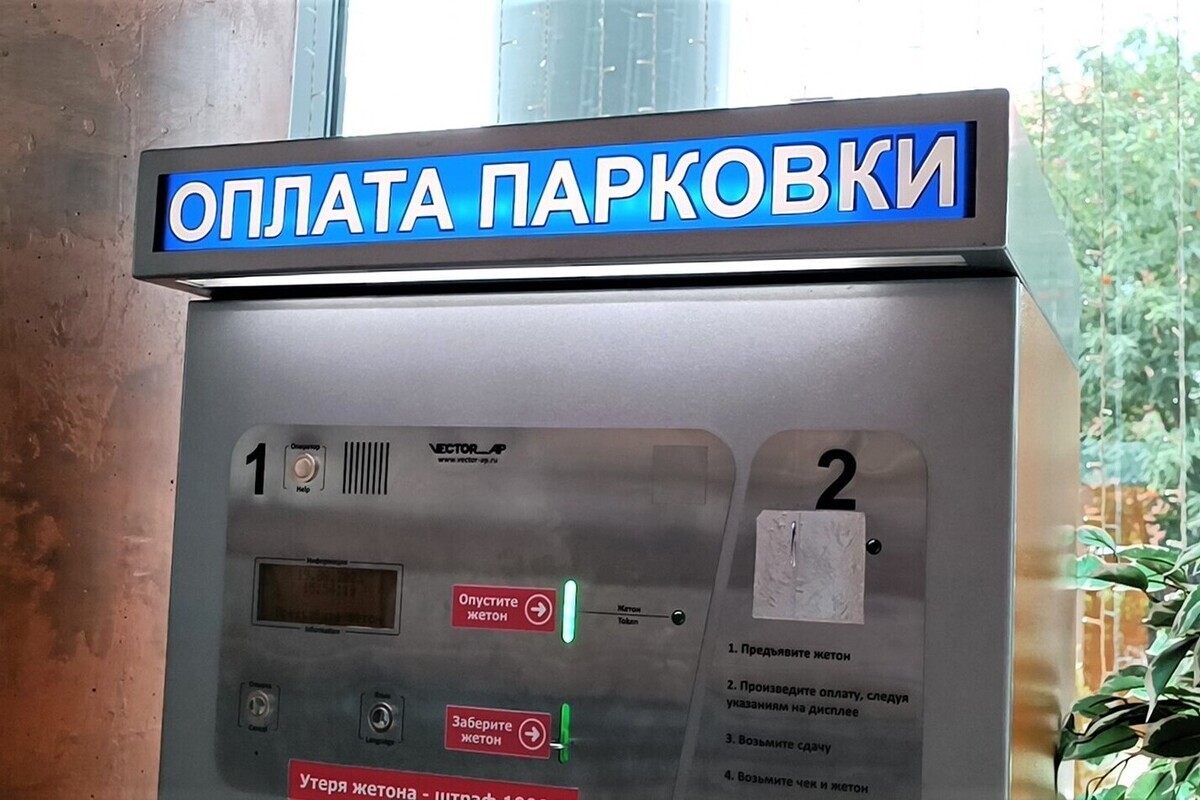 ОПЛАТА ПАРКОВКИ
1
Оператор
Help
VECTOR_AP
www.vector-ap.ru
2
Информация
Information
Опустите
жетон
Жетон
Token
Отмена
Cancel
Язык
Language
Заберите
жетон
Утеря жетона - штраф
1. Предъявите жетон
2. Произведите оплату, следуя
указаниям на дисплее
3. Возьмите сдачу
4. Возьмите чек и жетон